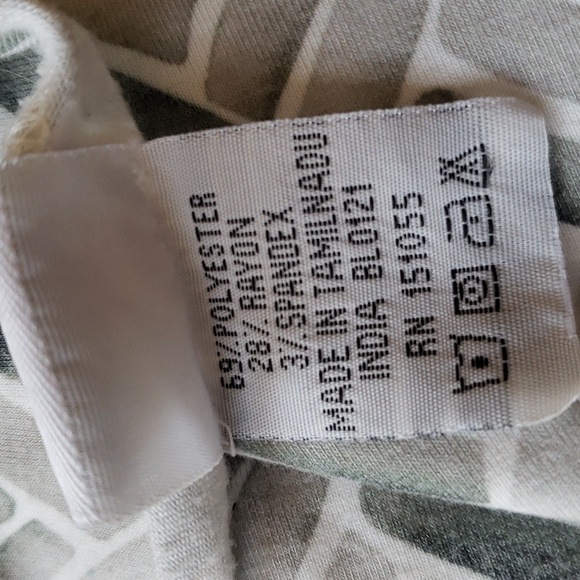 69% POLYESTER
28% RAYON
3% SPANDEX
MADE IN TAMILNADU
INDIA BL0121
RN 151055